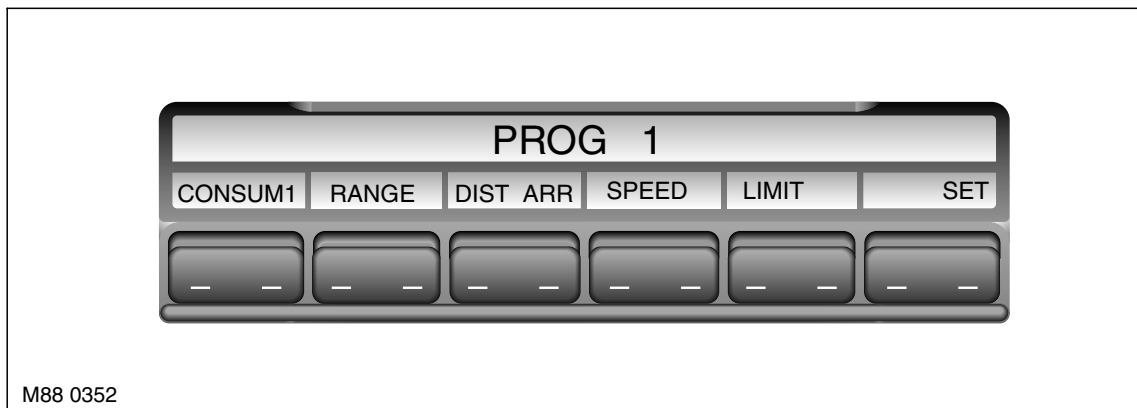 PROG 1
CONSUM1 RANGE DIST ARR SPEED LIMIT SET
M88 0352